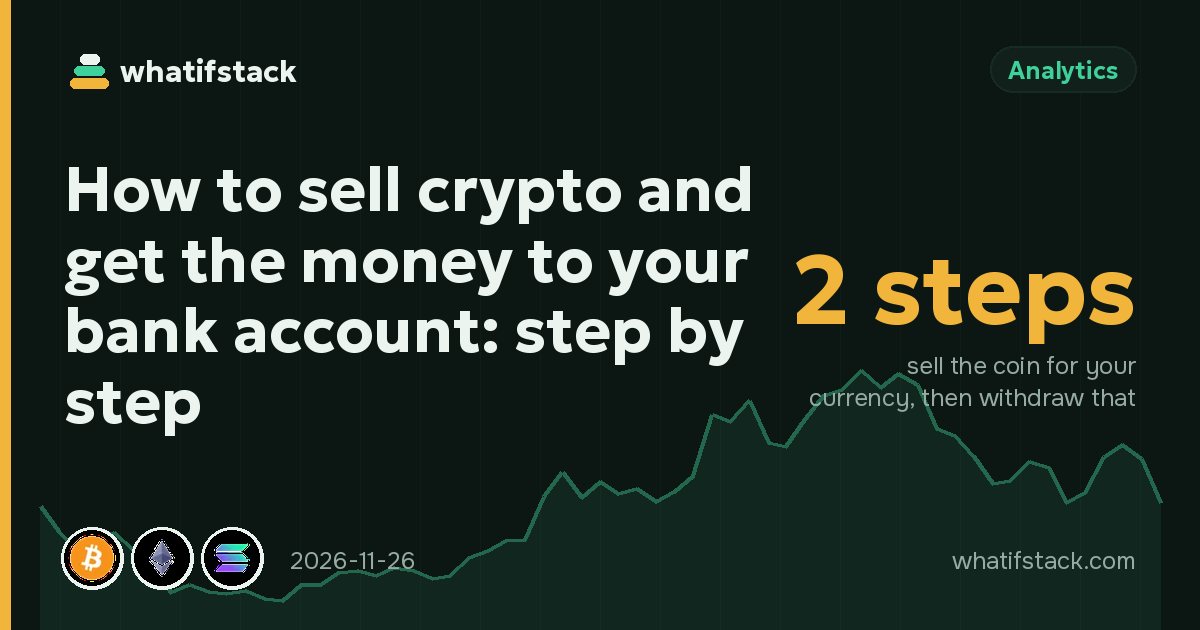 whatifstack
Analytics
How to sell crypto and
get the money to your
bank account: step by
step
2 steps
sell the coin for your
currency, then withdraw that
2026-11-26
whatifstack.com